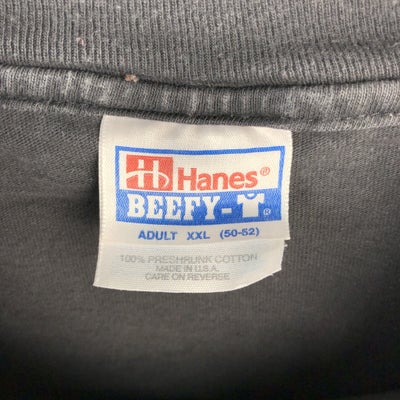 Hanes®
BEEFY-T®
ADULT XXL (50-52)
100% PRESHRUNK COTTON
MADE IN U.S.A.
CARE ON REVERSE